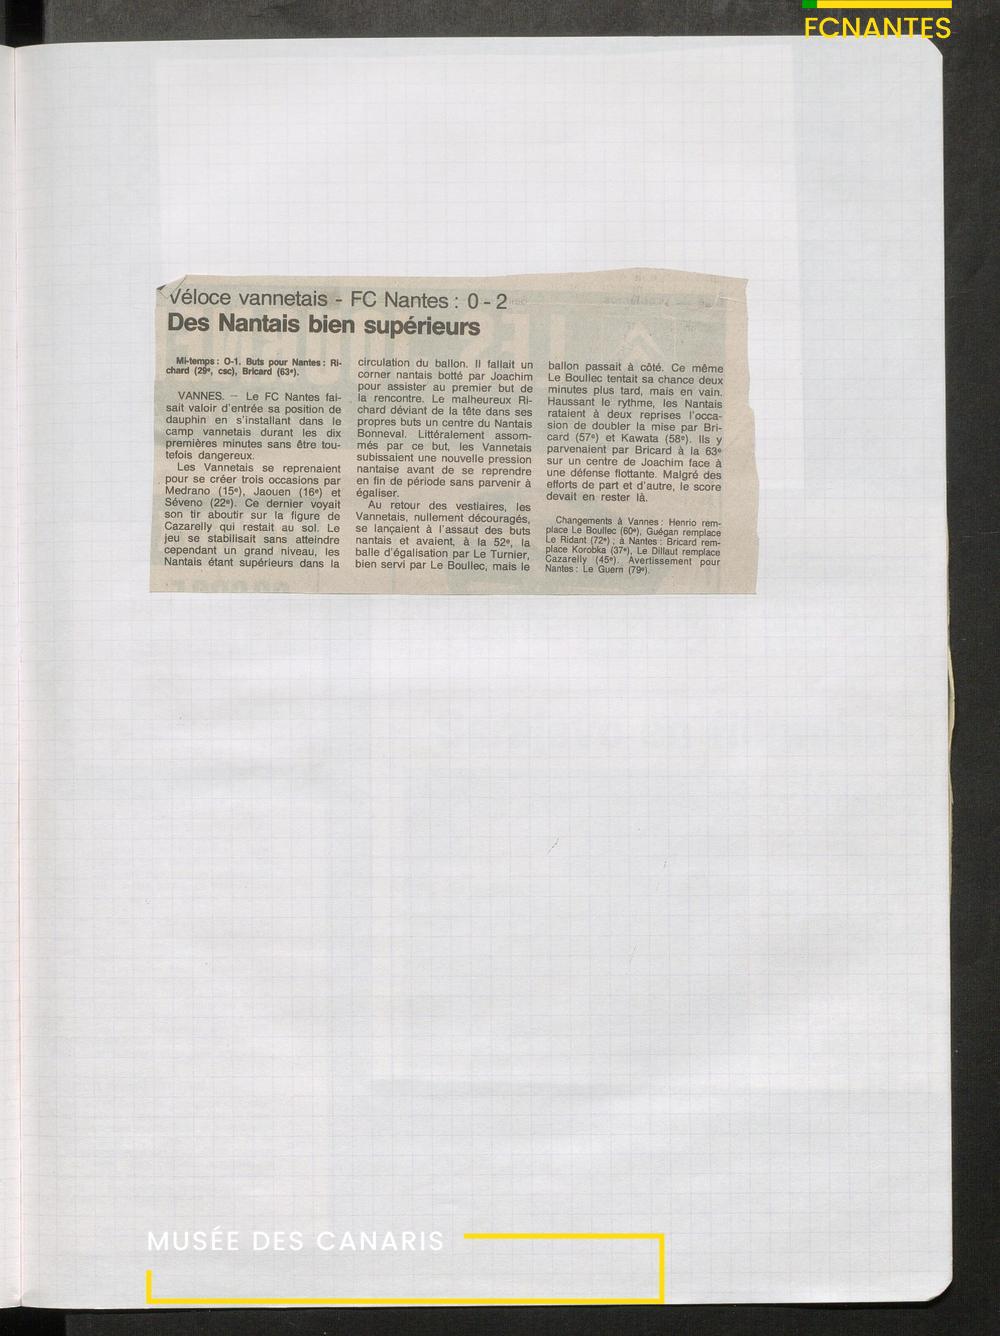 FCNANTES
Véloce vannetais - FC Nantes : 0 - 2
Des Nantais bien supérieurs
Mi-temps : 0-1. Buts pour Nantes : Ri-
chard (29e, csc), Bricard (63e).
VANNES. — Le FC Nantes fai-
sait valoir d'entrée sa position de
dauphin en s'installant dans le
camp vannetais durant les dix
premières minutes sans être tou-
tefois dangereux.
Les Vannetais se reprenaient
pour se créer trois occasions par
Medrano (15e), Jaouen (16e) et
Séveno (22e). Ce dernier voyait
son tir aboutir sur la figure de
Cazarelly qui restait au sol. Le
jeu se stabilisait sans atteindre
cependant un grand niveau, les
Nantais étant supérieurs dans la
circulation du ballon. Il fallait un
corner nantais botté par Joachim
pour assister au premier but de
la rencontre. Le malheureux Ri-
chard déviant de la tête dans ses
propres buts un centre du Nantais
Bonneval. Littéralement assom-
més par ce but, les Vannetais
subissaient une nouvelle pression
nantaise avant de se reprendre
en fin de période sans parvenir à
égaliser.
Au retour des vestiaires, les
Vannetais, nullement découragés,
se lançaient à l'assaut des buts
nantais et avaient, à la 52e, la
balle d'égalisation par Le Turnier,
bien servi par Le Boullec, mais le
ballon passait à côté. Ce même
Le Boullec tentait sa chance deux
minutes plus tard, mais en vain.
Haussant le rythme, les Nantais
rataient à deux reprises l'occa-
sion de doubler la mise par Bri-
card (57e) et Kawata (58e). Ils y
parvenaient par Bricard à la 63e
sur un centre de Joachim face à
une défense flottante. Malgré des
efforts de part et d'autre, le score
devait en rester là.
Changements à Vannes : Henrio rem-
place Le Boullec (60e), Guégan remplace
Le Ridant (72e) ; à Nantes : Bricard rem-
place Korobka (37e), Le Dillaut remplace
Cazarelly (45e). Avertissement pour
Nantes : Le Guern (79e).
MUSÉE DES CANARIS